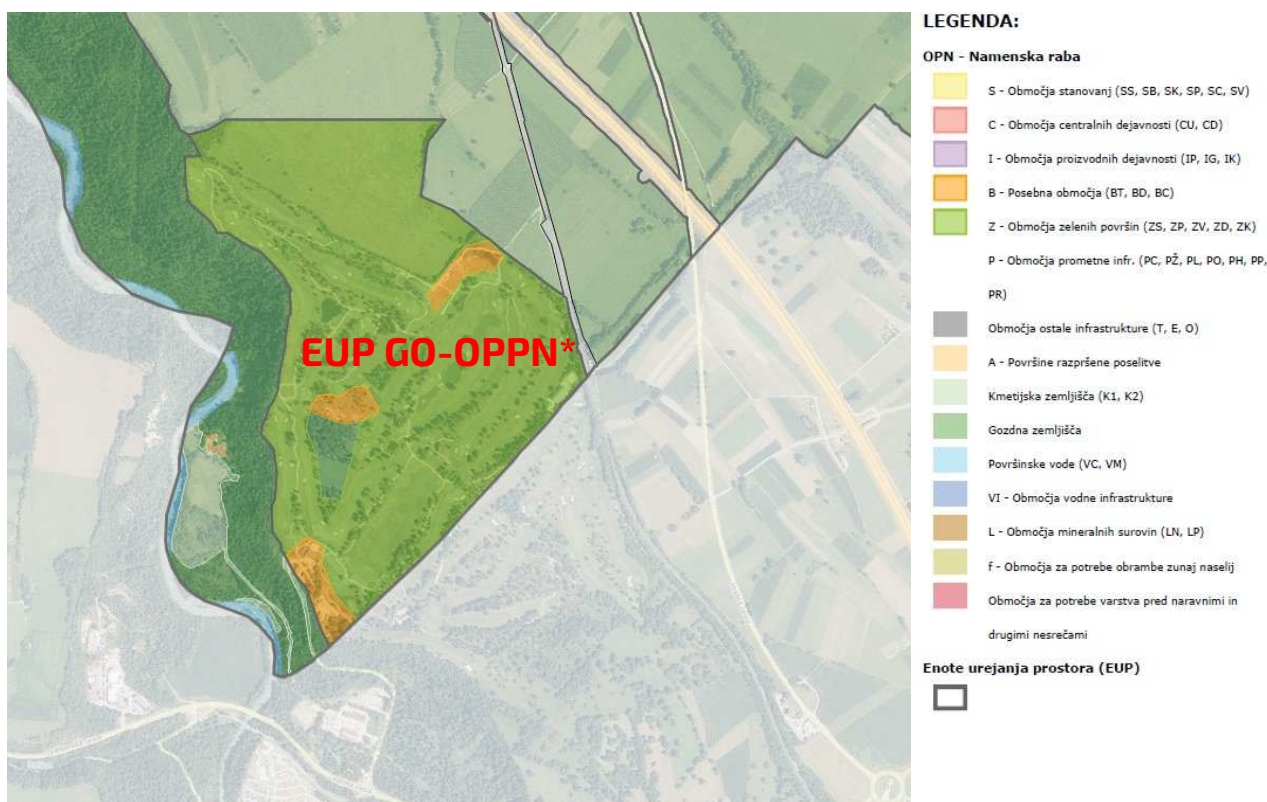 EUP GO-OPPN*
LEGENDA:
OPN - Namenska raba
S - Območja stanovanj (SS, SB, SK, SP, SC, SV)
C - Območja centralnih dejavnosti (CU, CD)
I - Območja proizvodnih dejavnosti (IP, IG, IK)
B - Posebna območja (BT, BD, BC)
Z - Območja zelenih površin (ZS, ZP, ZV, ZD, ZK)
P - Območja prometne infr. (PC, PŽ, PL, PO, PH, PP,
PR)
Območja ostale infrastrukture (T, E, O)
A - Površine razpršene poselitve
Kmetijska zemljišča (K1, K2)
Gozdna zemljišča
Površinske vode (VC, VM)
VI - Območja vodne infrastrukture
L - Območja mineralnih surovin (LN, LP)
f - Območja za potrebe obrambe zunaj naselij
Območja za potrebe varstva pred naravnimi in
drugimi nesrečami
Enote urejanja prostora (EUP)